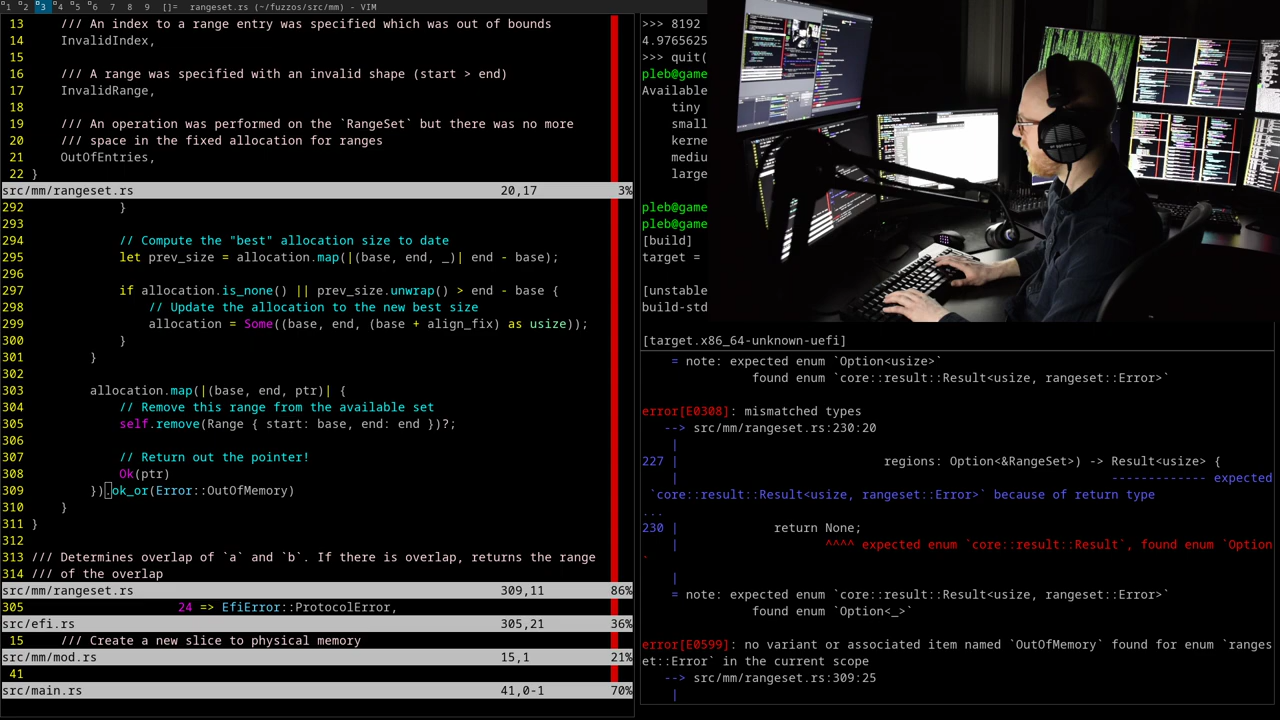 1 2 3 4 5 6 7 8 9 []= rangeset.rs (~/fuzzos/src/mm) - VIM
13 /// An index to a range entry was specified which was out of bounds
14 InvalidIndex,
15
16 /// A range was specified with an invalid shape (start > end)
17 InvalidRange,
18
19 /// An operation was performed on the `RangeSet` but there was no more
20 /// space in the fixed allocation for ranges
21 OutOfEntries,
22 }
src/mm/rangeset.rs 20,17 3%
292 }
293
294 // Compute the "best" allocation size to date
295 let prev_size = allocation.map(|(base, end, _)| end - base);
296
297 if allocation.is_none() || prev_size.unwrap() > end - base {
298 // Update the allocation to the new best size
299 allocation = Some((base, end, (base + align_fix) as usize));
300 }
301 }
302
303 allocation.map(|(base, end, ptr)| {
304 // Remove this range from the available set
305 self.remove(Range { start: base, end: end })?;
306
307 // Return out the pointer!
308 Ok(ptr)
309 }).ok_or(Error::OutOfMemory)
310 }
311 }
312
313 /// Determines overlap of `a` and `b`. If there is overlap, returns the range
314 /// of the overlap
src/mm/rangeset.rs 309,11 86%
305 24 => EfiError::ProtocolError,
src/efi.rs 305,21 36%
15 /// Create a new slice to physical memory
src/mm/mod.rs 15,1 21%
41
src/main.rs 41,0-1 70%
>>> 8192
4.9765625
>>> quit(
pleb@game
Available
tiny
small
kerne
mediu
large
pleb@game
pleb@game
[build]
target =
[unstable
build-std
[target.x86_64-unknown-uefi]
= note: expected enum `Option<usize>`
found enum `core::result::Result<usize, rangeset::Error>`
error[E0308]: mismatched types
--> src/mm/rangeset.rs:230:20
|
227 | regions: Option<&RangeSet>) -> Result<usize> {
| ------------- expected
`core::result::Result<usize, rangeset::Error>` because of return type
...
230 | return None;
| ^^^^ expected enum `core::result::Result`, found enum `Option
`
|
= note: expected enum `core::result::Result<usize, rangeset::Error>`
found enum `Option<_>`
error[E0599]: no variant or associated item named `OutOfMemory` found for enum `ranges
et::Error` in the current scope
--> src/mm/rangeset.rs:309:25
|